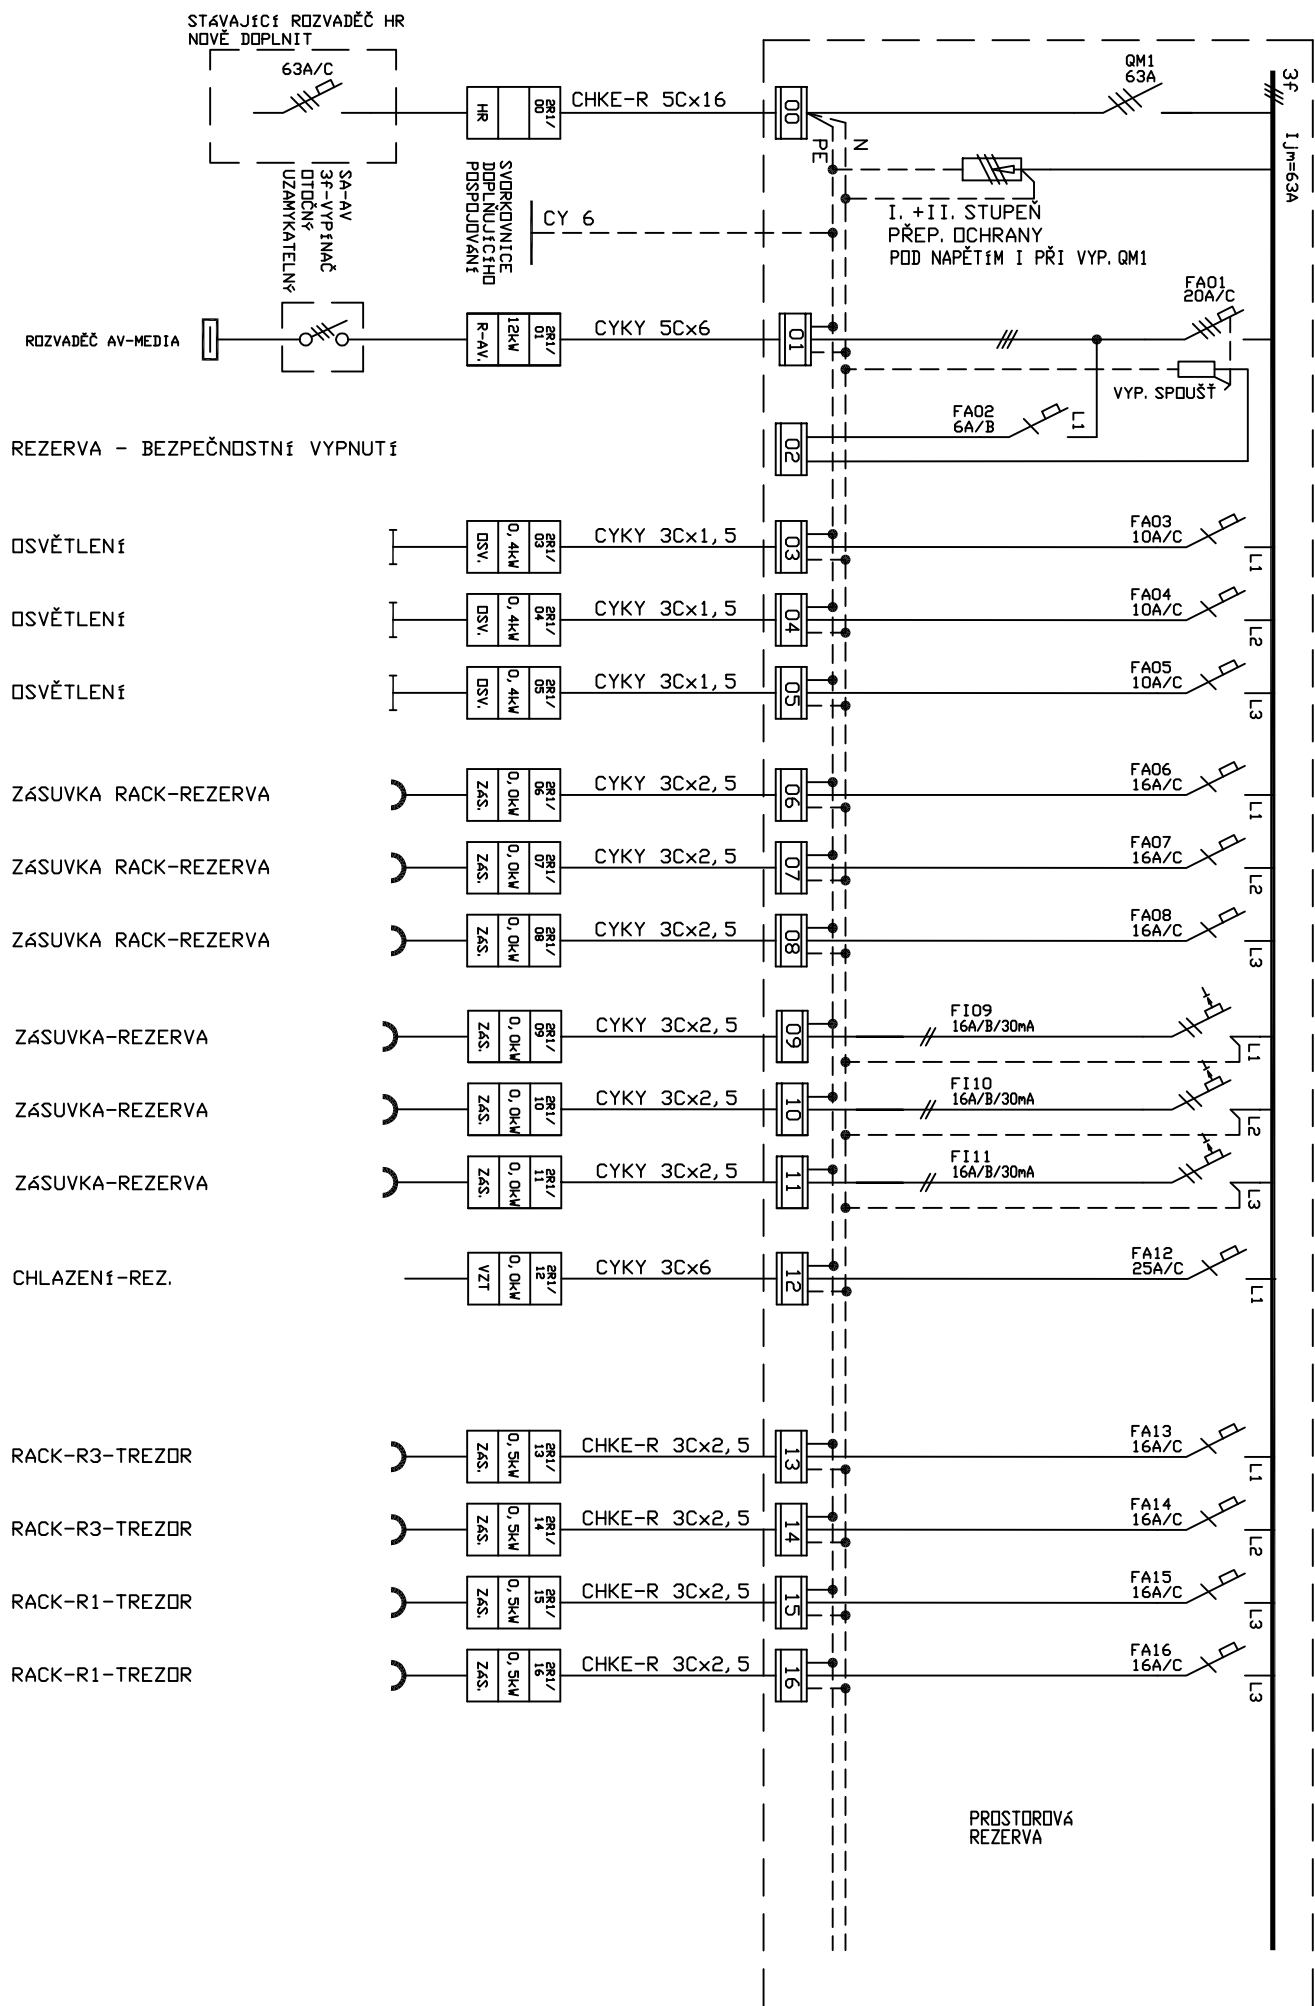 STÁVAJÍCÍ ROZVADĚČ HR
NOVĚ DOPLNIT
63A/C
HR
2R1/
00
CHKE-R 5Cx16
00
QM1
63A
3f
Ijm=63A
N
PE
SA-AV
3f-VYPÍNAČ
OTOČNÝ
UZAMYKATELNÝ
SVORKOVNICE
DOPLŇUJÍCÍHO
POSPOJOVÁNÍ
CY 6
I. +II. STUPEŇ
PŘEP. OCHRANY
POD NAPĚTÍM I PŘI VYP. QM1
ROZVADĚČ AV-MEDIA
R-AV.
12kW
2R1/
01
CYKY 5Cx6
01
FA01
20A/C
VYP. SPOUŠŤ
REZERVA - BEZPEČNOSTNÍ VYPNUTÍ
02
FA02
6A/B
L1
OSVĚTLENÍ
OSV.
0,4kW
2R1/
03
CYKY 3Cx1,5
03
FA03
10A/C
L1
OSVĚTLENÍ
OSV.
0,4kW
2R1/
04
CYKY 3Cx1,5
04
FA04
10A/C
L2
OSVĚTLENÍ
OSV.
0,4kW
2R1/
05
CYKY 3Cx1,5
05
FA05
10A/C
L3
ZÁSUVKA RACK-REZERVA
ZÁS.
0,0kW
2R1/
06
CYKY 3Cx2,5
06
FA06
16A/C
L1
ZÁSUVKA RACK-REZERVA
ZÁS.
0,0kW
2R1/
07
CYKY 3Cx2,5
07
FA07
16A/C
L2
ZÁSUVKA RACK-REZERVA
ZÁS.
0,0kW
2R1/
08
CYKY 3Cx2,5
08
FA08
16A/C
L3
ZÁSUVKA-REZERVA
ZÁS.
0,0kW
2R1/
09
CYKY 3Cx2,5
09
FI09
16A/B/30mA
L1
ZÁSUVKA-REZERVA
ZÁS.
0,0kW
2R1/
10
CYKY 3Cx2,5
10
FI10
16A/B/30mA
L2
ZÁSUVKA-REZERVA
ZÁS.
0,0kW
2R1/
11
CYKY 3Cx2,5
11
FI11
16A/B/30mA
L3
CHLAZENÍ-REZ.
VZT
0,0kW
2R1/
12
CYKY 3Cx6
12
FA12
25A/C
L1
RACK-R3-TREZOR
ZÁS.
0,5kW
2R1/
13
CHKE-R 3Cx2,5
13
FA13
16A/C
L1
RACK-R3-TREZOR
ZÁS.
0,5kW
2R1/
14
CHKE-R 3Cx2,5
14
FA14
16A/C
L2
RACK-R1-TREZOR
ZÁS.
0,5kW
2R1/
15
CHKE-R 3Cx2,5
15
FA15
16A/C
L3
RACK-R1-TREZOR
ZÁS.
0,5kW
2R1/
16
CHKE-R 3Cx2,5
16
FA16
16A/C
L3
PROSTOROVÁ
REZERVA